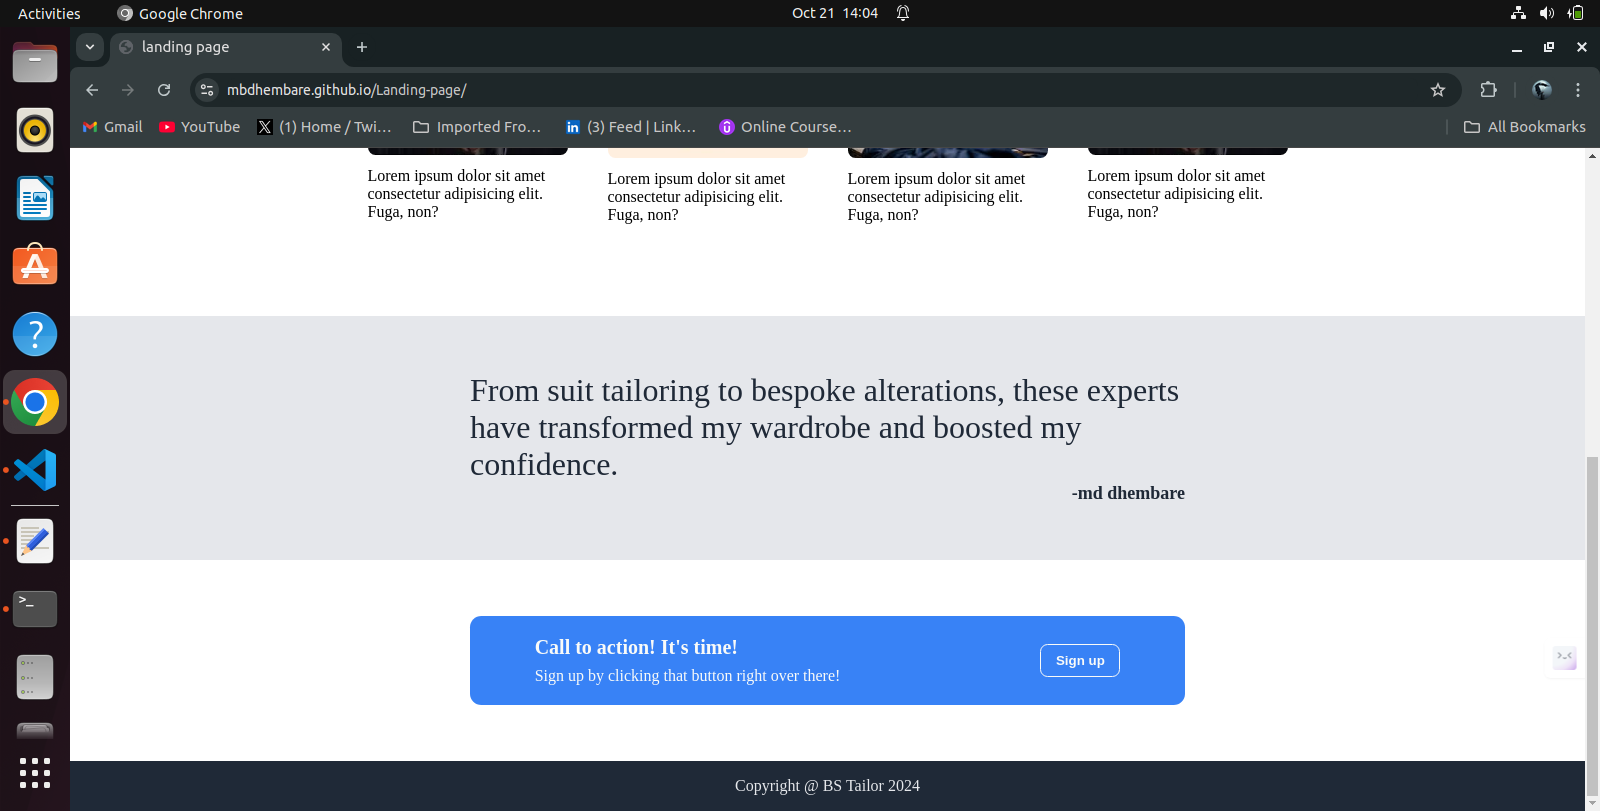 Activities
Google Chrome
Oct 21 14:04
landing page
mbdhembare.github.io/Landing-page/
Gmail
YouTube
(1) Home / Twi...
Imported Fro...
(3) Feed | Link...
Online Course...
All Bookmarks
Lorem ipsum dolor sit amet
consectetur adipisicing elit.
Fuga, non?
Lorem ipsum dolor sit amet
consectetur adipisicing elit.
Fuga, non?
Lorem ipsum dolor sit amet
consectetur adipisicing elit.
Fuga, non?
Lorem ipsum dolor sit amet
consectetur adipisicing elit.
Fuga, non?
From suit tailoring to bespoke alterations, these experts
have transformed my wardrobe and boosted my
confidence.
-md dhembare
Call to action! It's time!
Sign up by clicking that button right over there!
Sign up
Copyright @ BS Tailor 2024